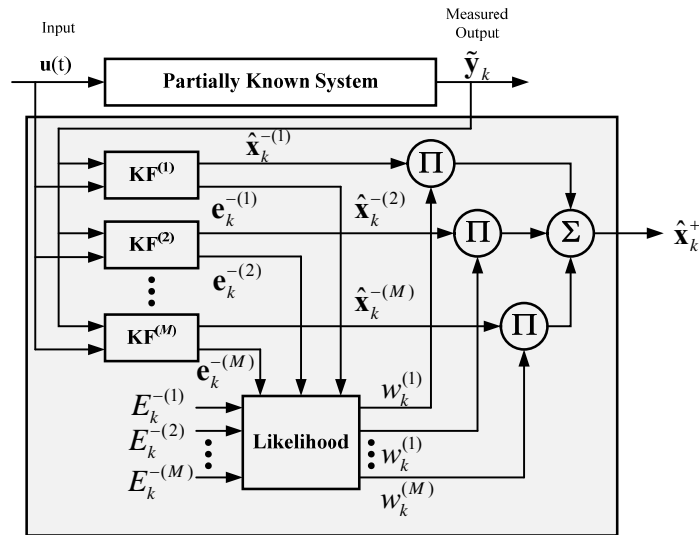 Input
Measured
Output
u(t)
Partially Known System
ỹ_k
KF^(1)
x̂_k^-(1)
e_k^-(1)
Π
KF^(2)
x̂_k^-(2)
e_k^-(2)
Π
Σ
x̂_k^+
KF^(M)
x̂_k^-(M)
e_k^-(M)
Π
E_k^-(1)
E_k^-(2)
E_k^-(M)
Likelihood
w_k^(1)
w_k^(1)
w_k^(M)